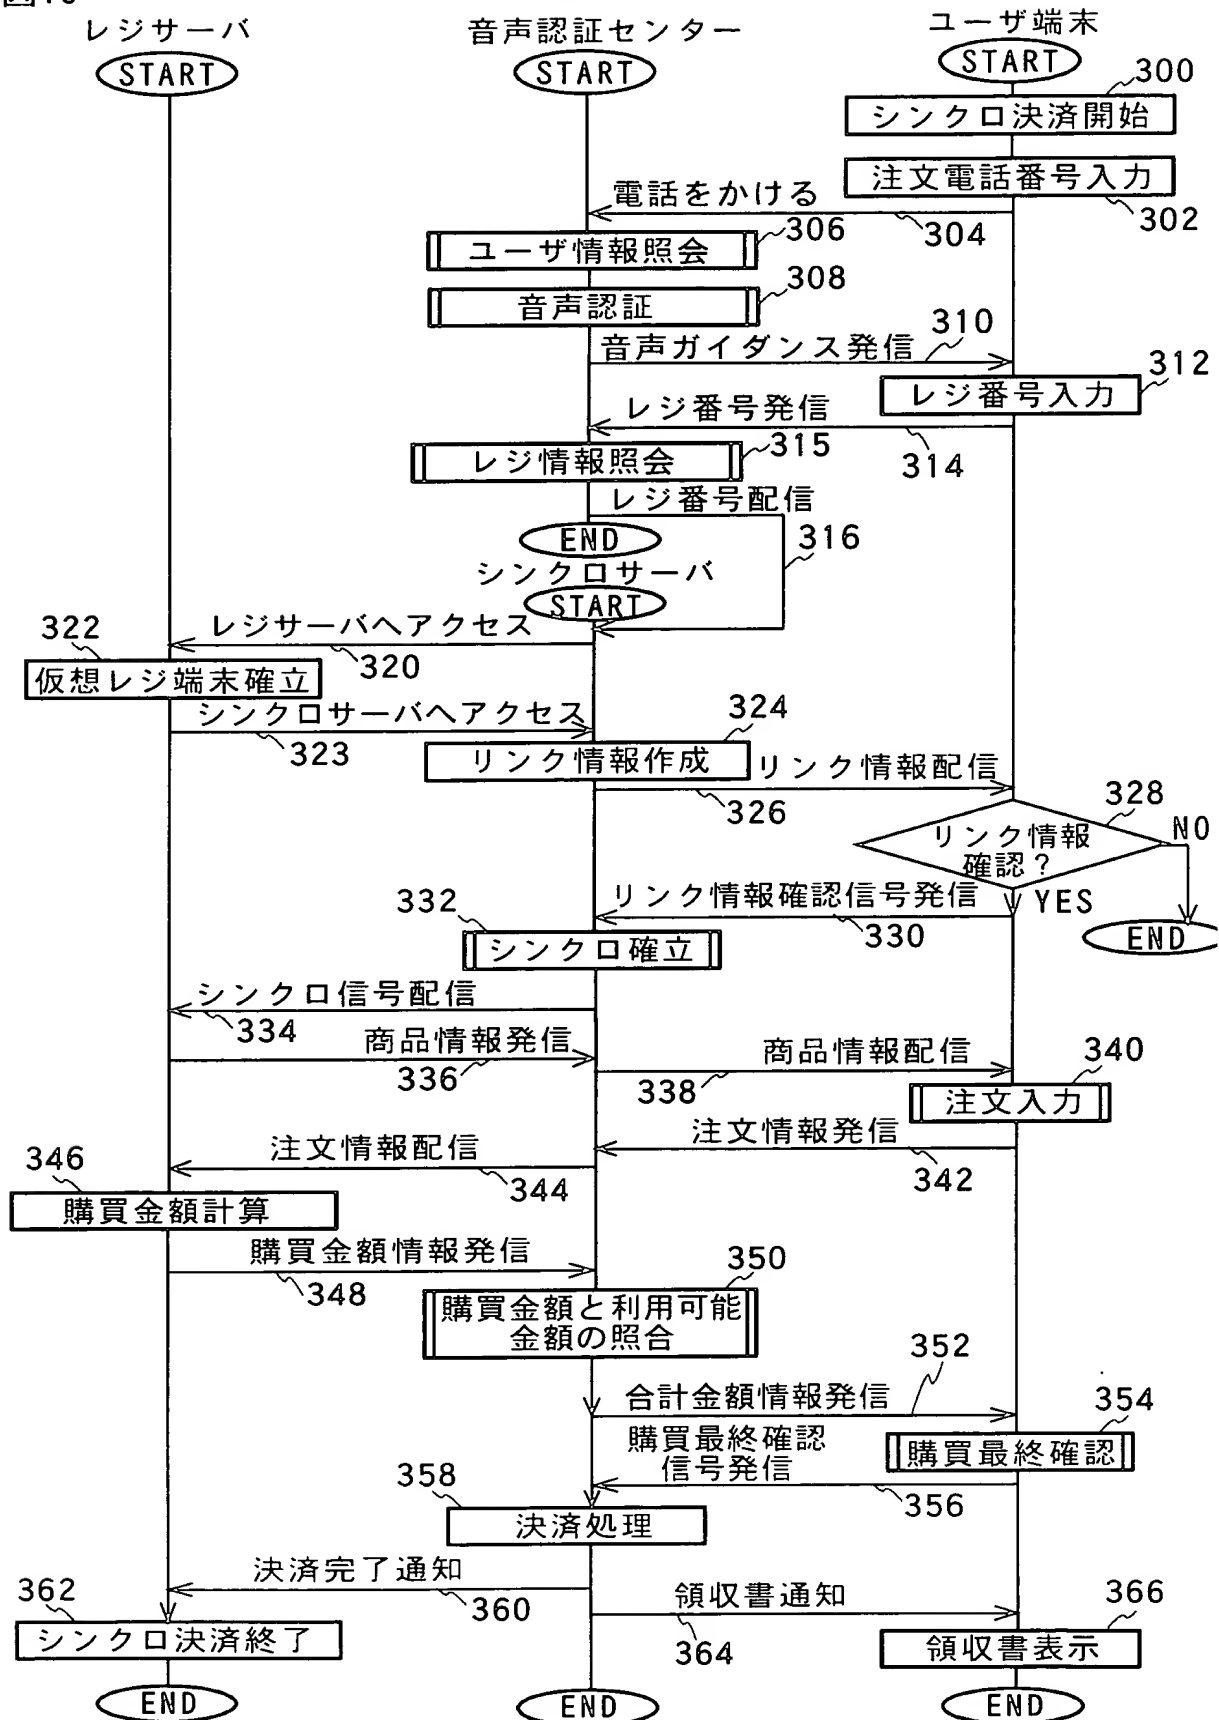 レジサーバ
音声認証センター
ユーザ端末
START
START
START
300
シンクロ決済開始
注文電話番号入力
302
電話をかける
304
306
ユーザ情報照会
308
音声認証
音声ガイダンス発信
310
312
レジ番号入力
レジ番号発信
314
315
レジ情報照会
レジ番号配信
END
316
シンクロサーバ
START
レジサーバへアクセス
320
322
仮想レジ端末確立
シンクロサーバへアクセス
323
324
リンク情報作成
リンク情報配信
326
328
リンク情報
確認?
NO
YES
END
リンク情報確認信号発信
330
332
シンクロ確立
シンクロ信号配信
334
商品情報発信
336
商品情報配信
338
340
注文入力
注文情報発信
342
注文情報配信
344
346
購買金額計算
購買金額情報発信
348
350
購買金額と利用可能
金額の照合
352
合計金額情報発信
354
購買最終確認
購買最終確認
信号発信
356
358
決済処理
決済完了通知
360
362
シンクロ決済終了
領収書通知
364
366
領収書表示
END
END
END